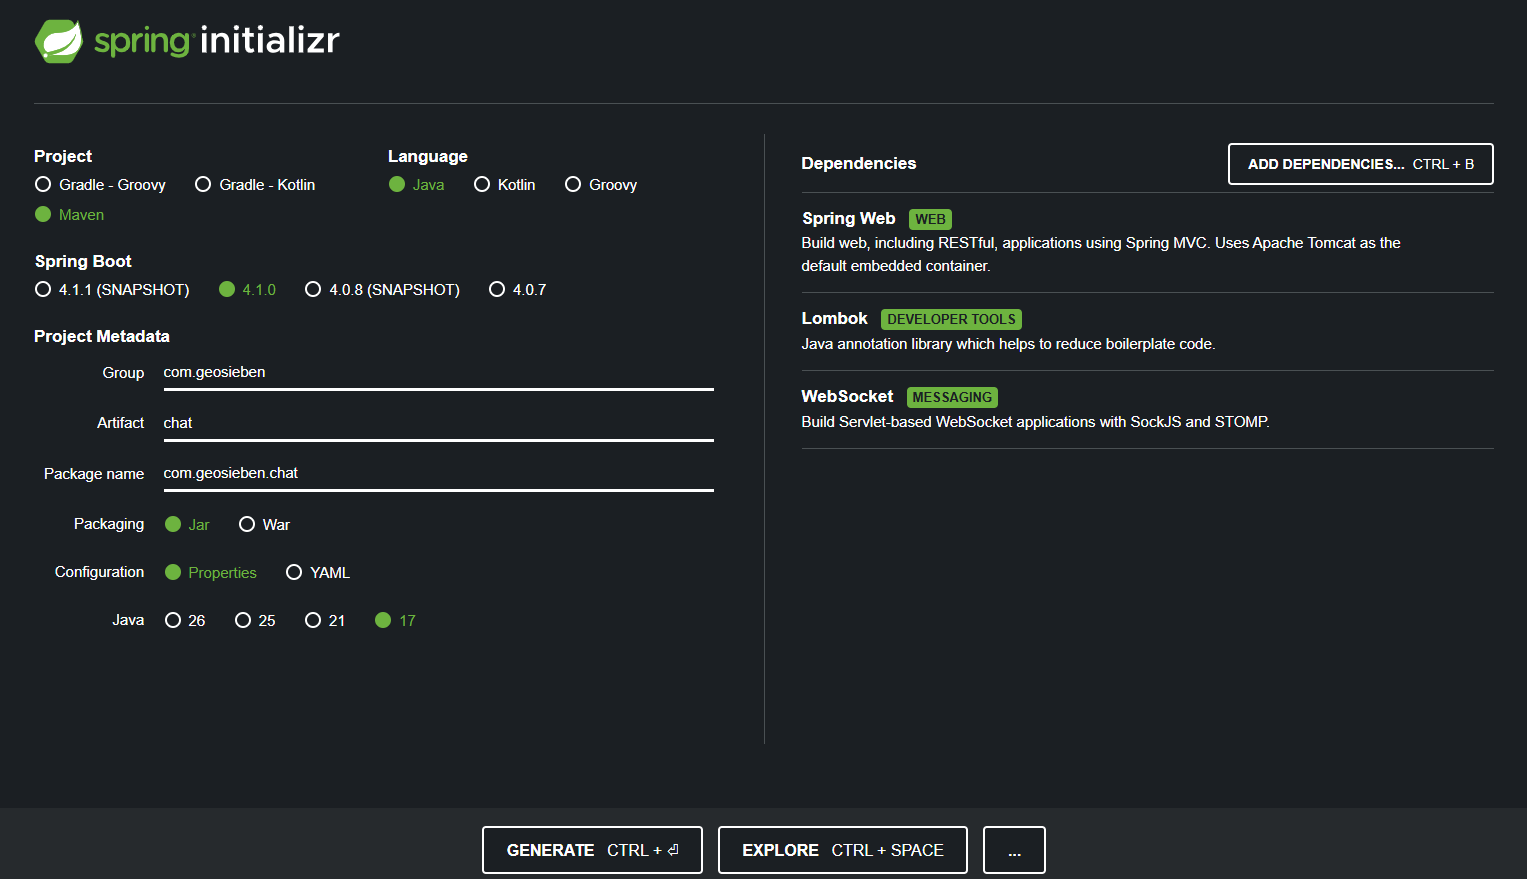 spring initializr
Project
Gradle - Groovy Gradle - Kotlin
Maven
Language
Java Kotlin Groovy
Spring Boot
4.1.1 (SNAPSHOT) 4.1.0 4.0.8 (SNAPSHOT) 4.0.7
Project Metadata
Group com.geosieben
Artifact chat
Package name com.geosieben.chat
Packaging Jar War
Configuration Properties YAML
Java 26 25 21 17
Dependencies ADD DEPENDENCIES... CTRL + B
Spring Web WEB
Build web, including RESTful, applications using Spring MVC. Uses Apache Tomcat as the
default embedded container.
Lombok DEVELOPER TOOLS
Java annotation library which helps to reduce boilerplate code.
WebSocket MESSAGING
Build Servlet-based WebSocket applications with SockJS and STOMP.
GENERATE CTRL + ⏎ EXPLORE CTRL + SPACE ...